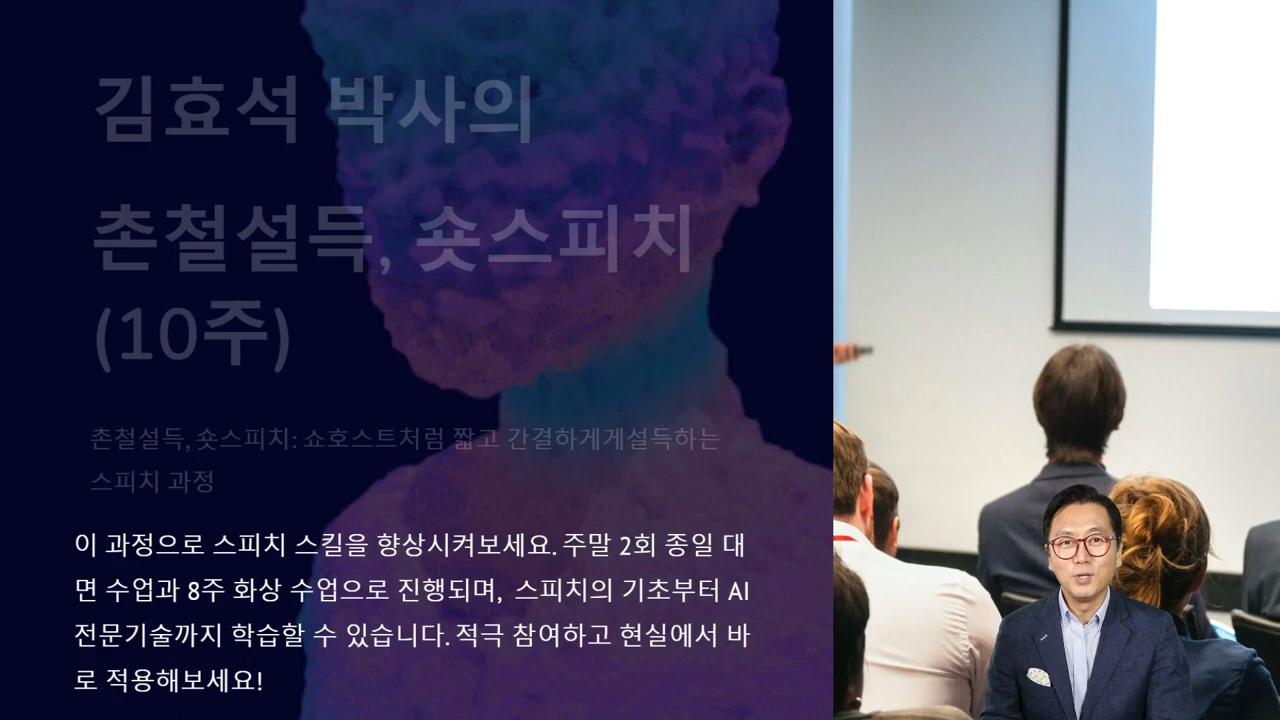 김효석 박사의
촌철설득, 숏스피치
(10주)
촌철설득, 숏스피치: 쇼호스트처럼 짧고 간결하게게설득하는
스피치 과정
이 과정으로 스피치 스킬을 향상시켜보세요. 주말 2회 종일 대
면 수업과 8주 화상 수업으로 진행되며, 스피치의 기초부터 AI
전문기술까지 학습할 수 있습니다. 적극 참여하고 현실에서 바
로 적용해보세요!